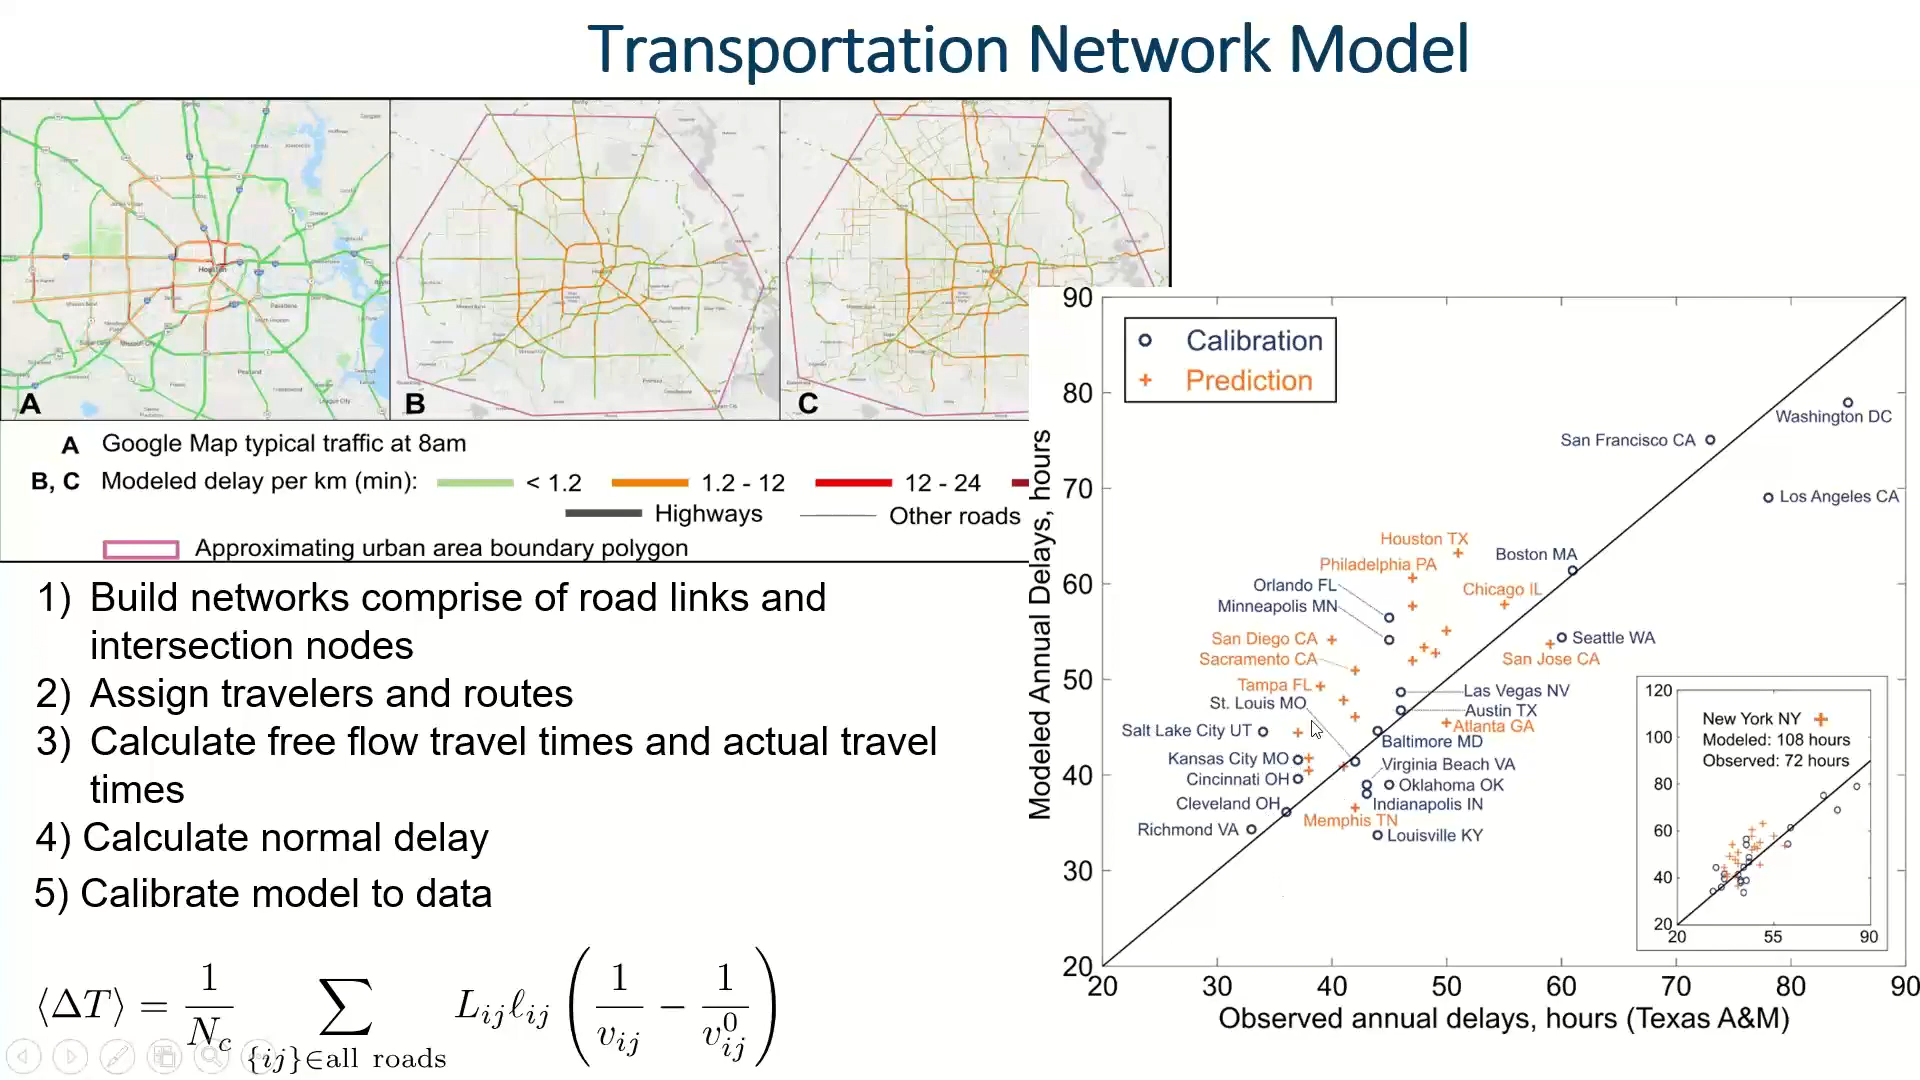 Transportation Network Model
Houston
A
B
C
A Google Map typical traffic at 8am
B, C Modeled delay per km (min): < 1.2 1.2 - 12 12 - 24
Highways Other roads
Approximating urban area boundary polygon
1) Build networks comprise of road links and
intersection nodes
2) Assign travelers and routes
3) Calculate free flow travel times and actual travel
times
4) Calculate normal delay
5) Calibrate model to data
⟨ΔT⟩ = 1/N_c ∑_{{ij}∈all roads} L_{ij}ℓ_{ij} (1/v_{ij} − 1/v^0_{ij})
Modeled Annual Delays, hours
90
80
70
60
50
40
30
20
Calibration
Prediction
Washington DC
San Francisco CA
Los Angeles CA
Houston TX
Boston MA
Philadelphia PA
Orlando FL
Chicago IL
Minneapolis MN
San Diego CA
Seattle WA
Sacramento CA
San Jose CA
Tampa FL
Las Vegas NV
St. Louis MO
Austin TX
Atlanta GA
Salt Lake City UT
Baltimore MD
Kansas City MO
Virginia Beach VA
Cincinnati OH
Oklahoma OK
Cleveland OH
Indianapolis IN
Memphis TN
Richmond VA
Louisville KY
120
100
80
60
40
20
New York NY
Modeled: 108 hours
Observed: 72 hours
20 55 90
20 30 40 50 60 70 80 90
Observed annual delays, hours (Texas A&M)